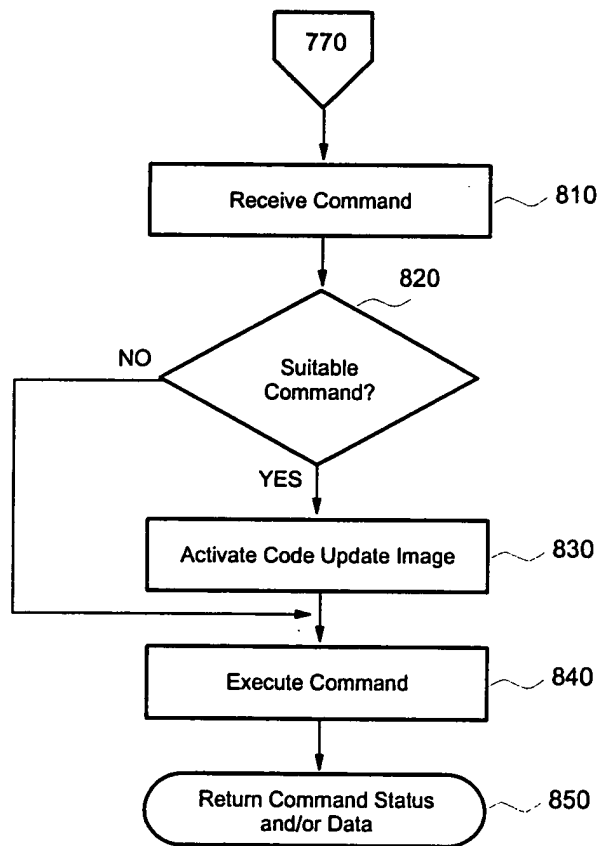 770
Receive Command
810
820
NO
Suitable
Command?
YES
Activate Code Update Image
830
Execute Command
840
Return Command Status
and/or Data
850